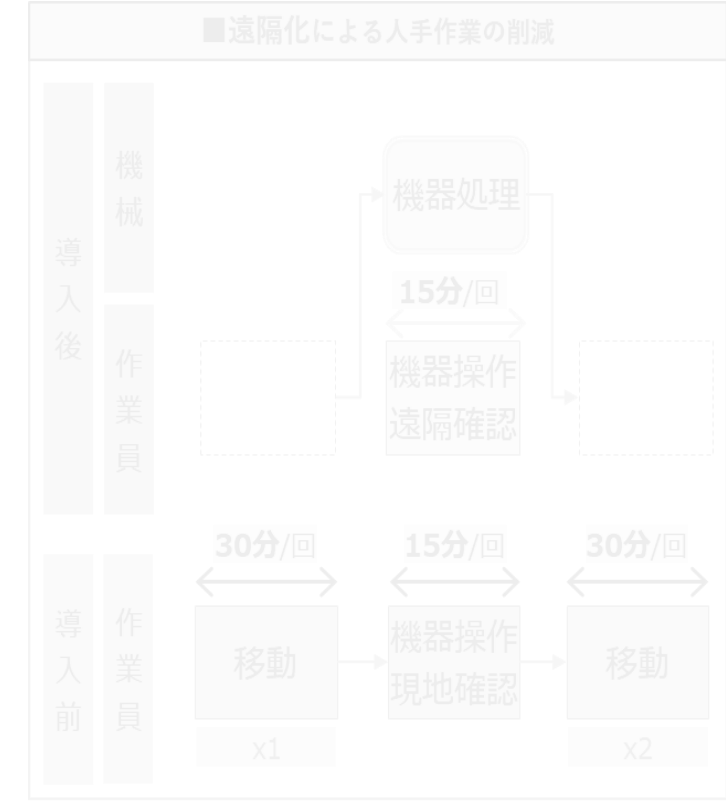 ■遠隔化による人手作業の削減
導入後
機械
機器処理
15分/回
作業員
機器操作
遠隔確認
30分/回
15分/回
30分/回
導入前
作業員
移動
機器操作
現地確認
移動
x1
x2